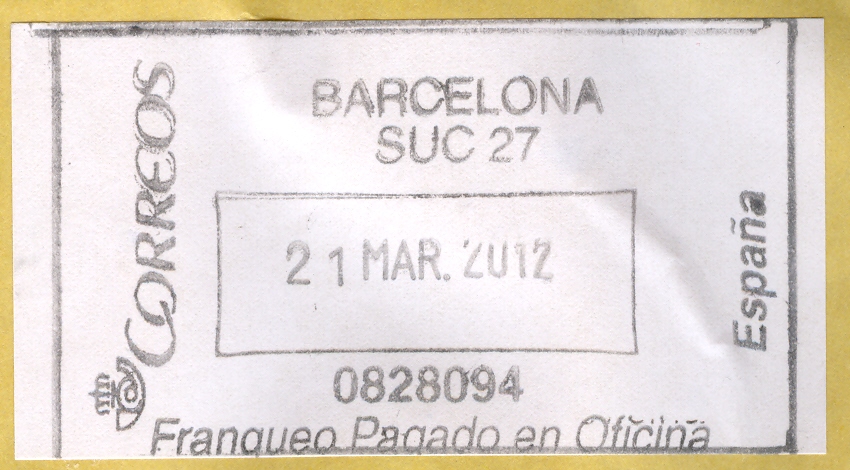 CORREOS
BARCELONA
SUC 27
21 MAR. 2012
España
0828094
Franqueo Pagado en Oficina